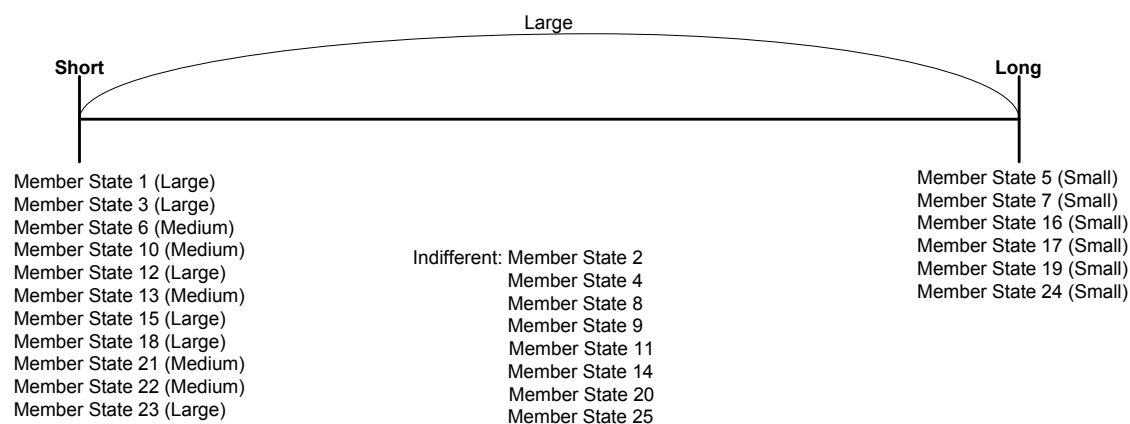 Large
Short
Long
Member State 1 (Large)
Member State 3 (Large)
Member State 6 (Medium)
Member State 10 (Medium)
Member State 12 (Large)
Member State 13 (Medium)
Member State 15 (Large)
Member State 18 (Large)
Member State 21 (Medium)
Member State 22 (Medium)
Member State 23 (Large)
Indifferent: Member State 2
Member State 4
Member State 8
Member State 9
Member State 11
Member State 14
Member State 20
Member State 25
Member State 5 (Small)
Member State 7 (Small)
Member State 16 (Small)
Member State 17 (Small)
Member State 19 (Small)
Member State 24 (Small)